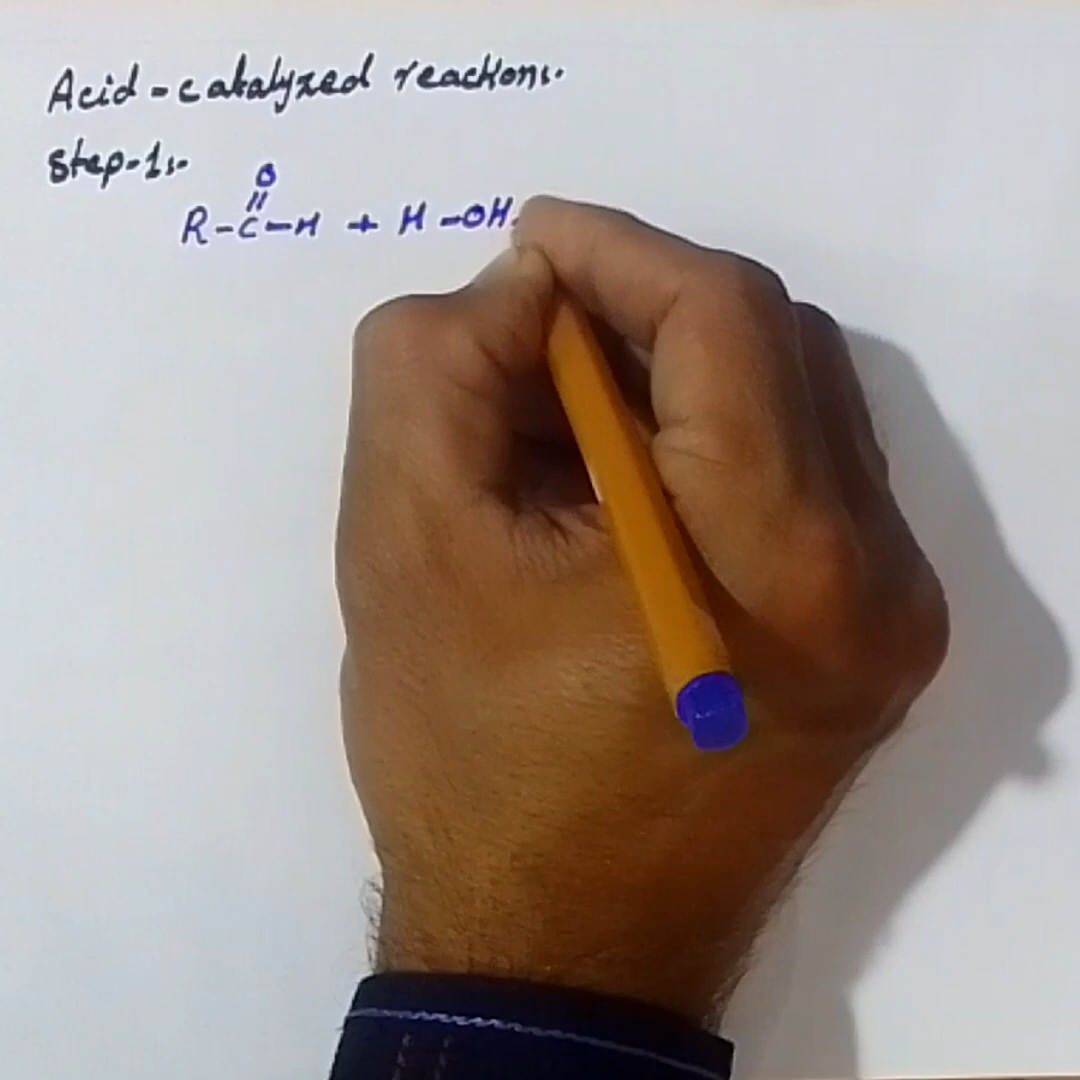 Acid-catalyzed reactions:-
Step-1:-
O
||
R-C-H + H-OH